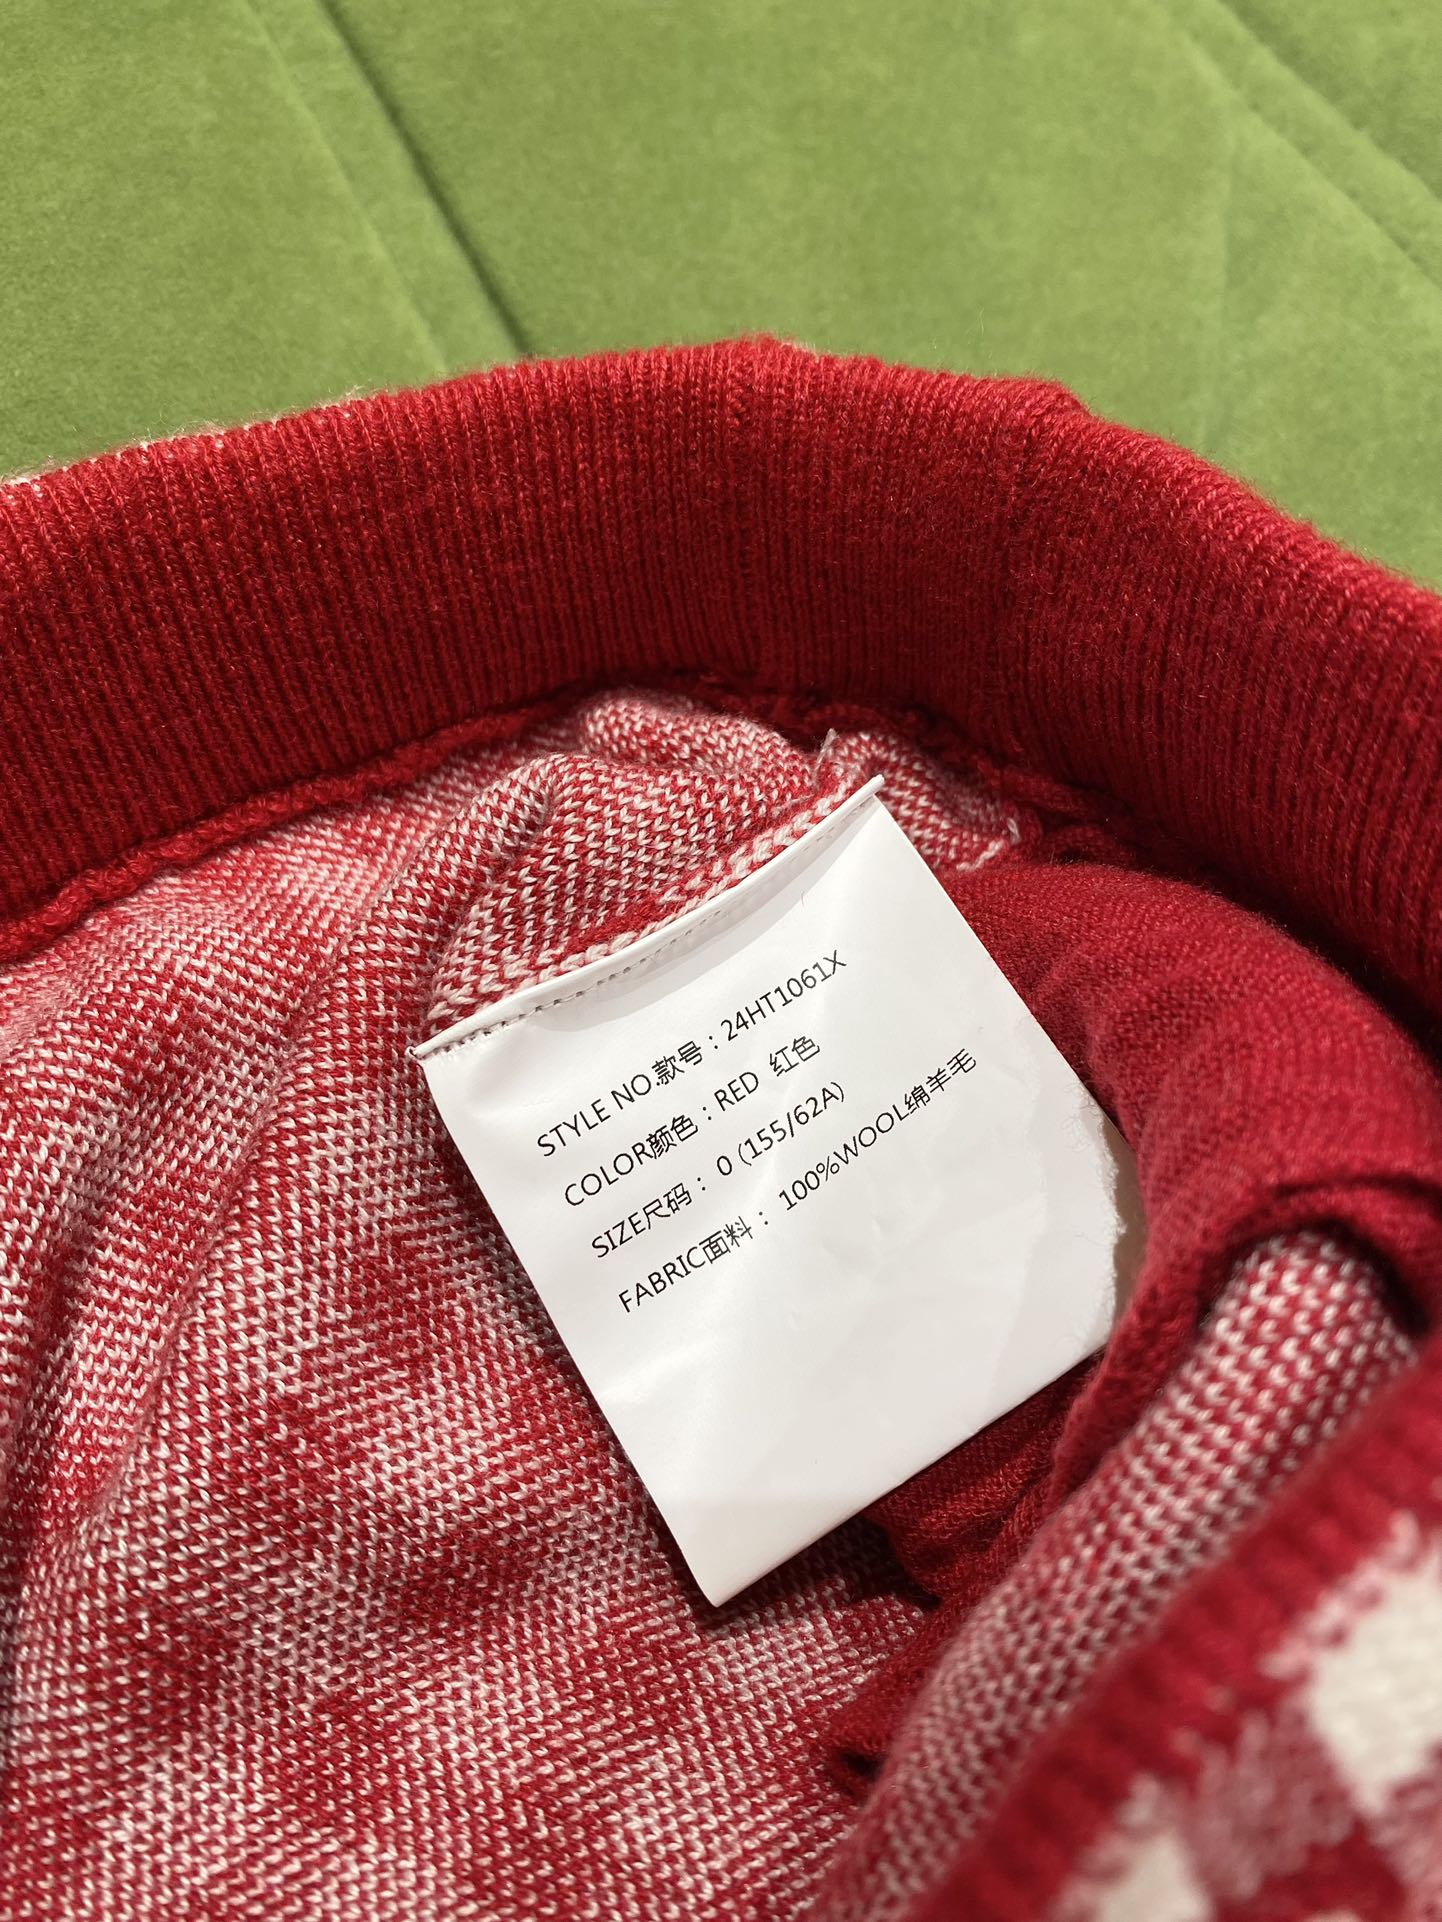 STYLE NO.款号：24HT1061X
COLOR颜色：RED 红色
SIZE尺码： 0 (155/62A)
FABRIC面料： 100%WOOL绵羊毛